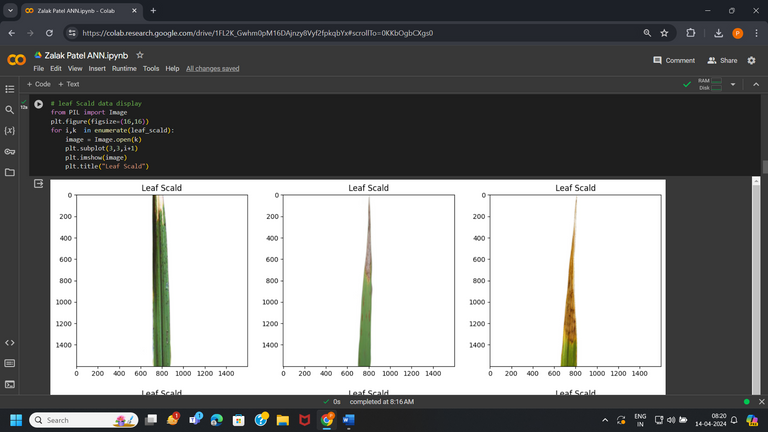 Zalak Patel ANN.ipynb - Colab
https://colab.research.google.com/drive/1FL2K_Gwhm0pM16DAjnzy8Vyf2fpkqbYx#scrollTo=0KKbOgbCXgs0
Zalak Patel ANN.ipynb
Comment
Share
File Edit View Insert Runtime Tools Help All changes saved
+ Code + Text
RAM
Disk
12s
# leaf Scald data display
from PIL import Image
plt.figure(figsize=(16,16))
for i,k in enumerate(leaf_scald):
    image = Image.open(k)
    plt.subplot(3,3,i+1)
    plt.imshow(image)
    plt.title("Leaf Scald")
Leaf Scald Leaf Scald Leaf Scald
0 0 0
200 200 200
400 400 400
600 600 600
800 800 800
1000 1000 1000
1200 1200 1200
1400 1400 1400
0 200 400 600 800 1000 1200 1400 0 200 400 600 800 1000 1200 1400 0 200 400 600 800 1000 1200 1400
Leaf Scald Leaf Scald Leaf Scald
0s completed at 8:16 AM
Search
ENG
IN
08:20
14-04-2024